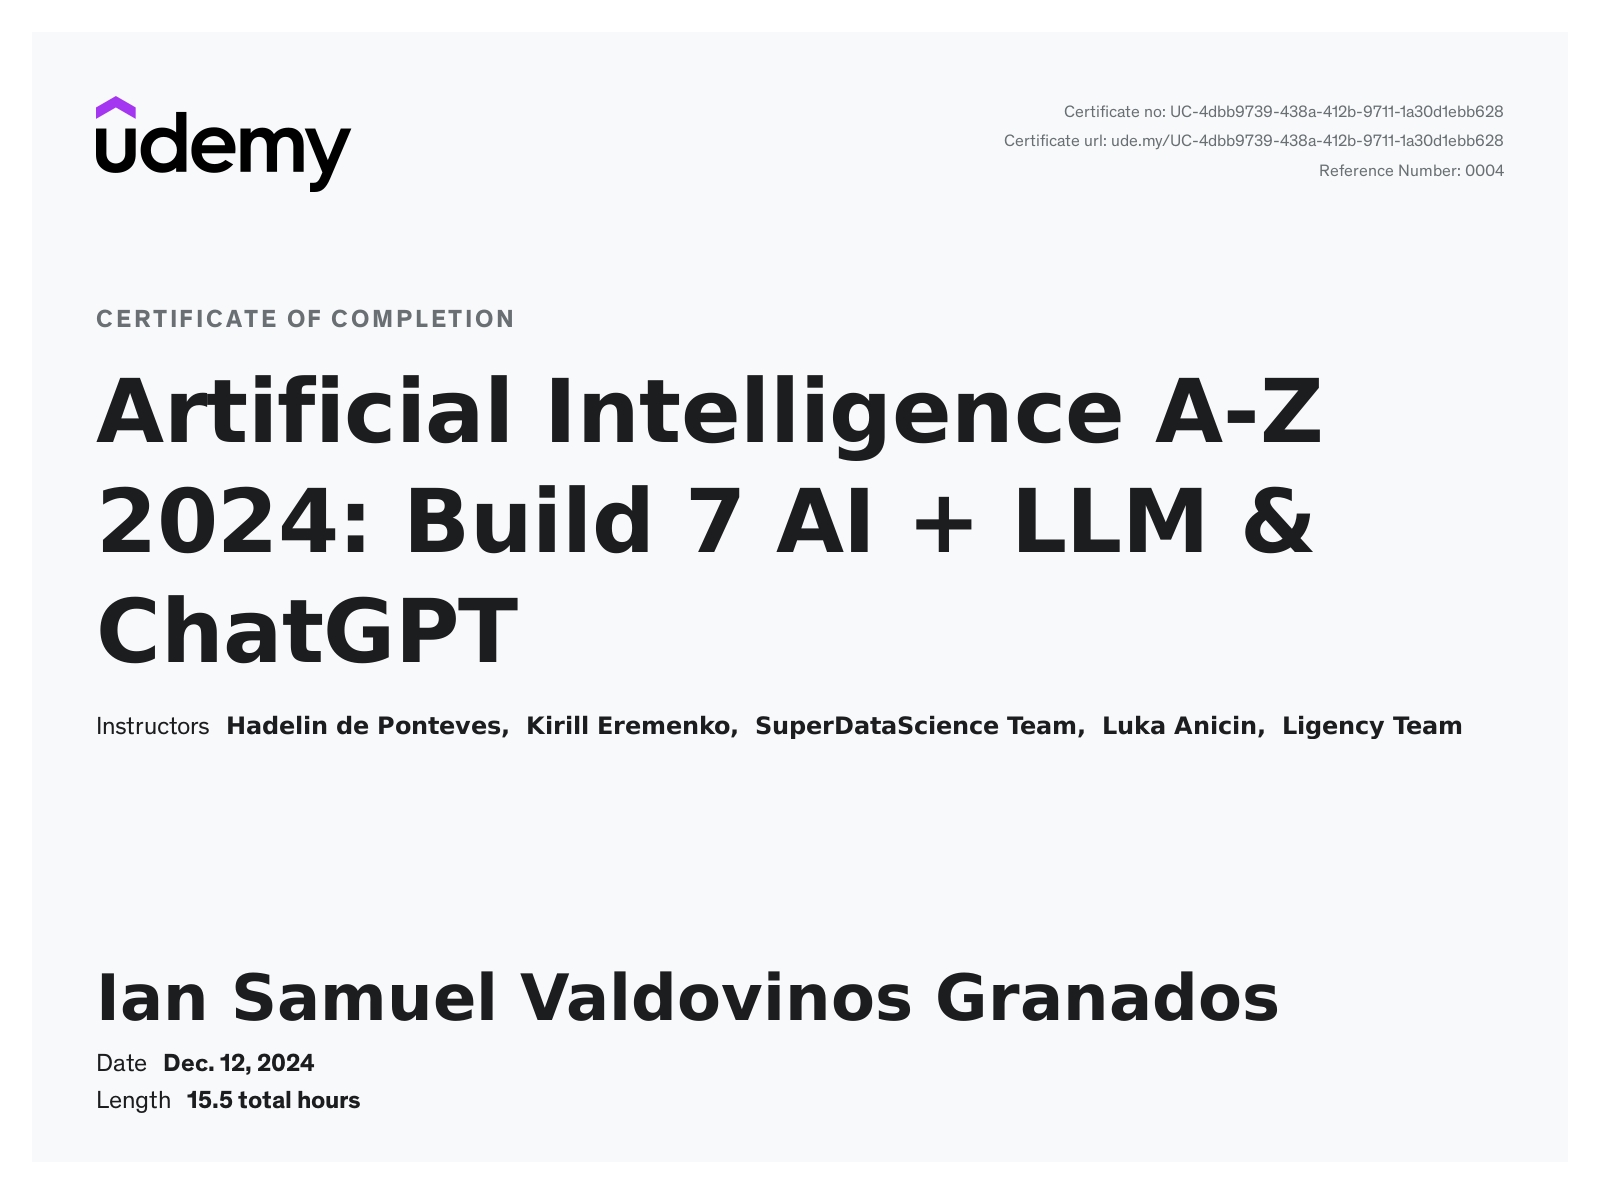 udemy
Certificate no: UC-4dbb9739-438a-412b-9711-1a30d1ebb628
Certificate url: ude.my/UC-4dbb9739-438a-412b-9711-1a30d1ebb628
Reference Number: 0004
CERTIFICATE OF COMPLETION
Artificial Intelligence A-Z
2024: Build 7 AI + LLM &
ChatGPT
Instructors Hadelin de Ponteves, Kirill Eremenko, SuperDataScience Team, Luka Anicin, Ligency Team
Ian Samuel Valdovinos Granados
Date Dec. 12, 2024
Length 15.5 total hours